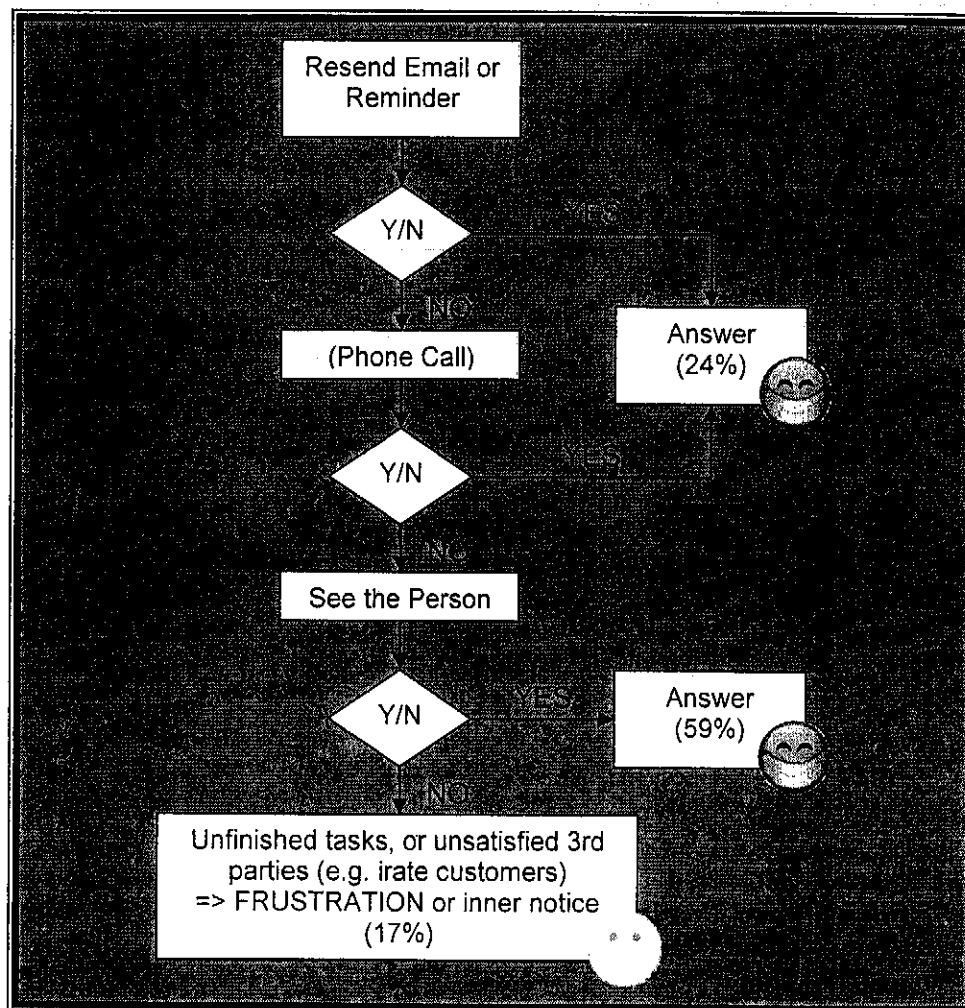 Resend Email or
Reminder
Y/N
YES
NO
(Phone Call)
Answer
(24%)
Y/N
YES
NO
See the Person
Y/N
YES
Answer
(59%)
NO
Unfinished tasks, or unsatisfied 3rd
parties (e.g. irate customers)
=> FRUSTRATION or inner notice
(17%)